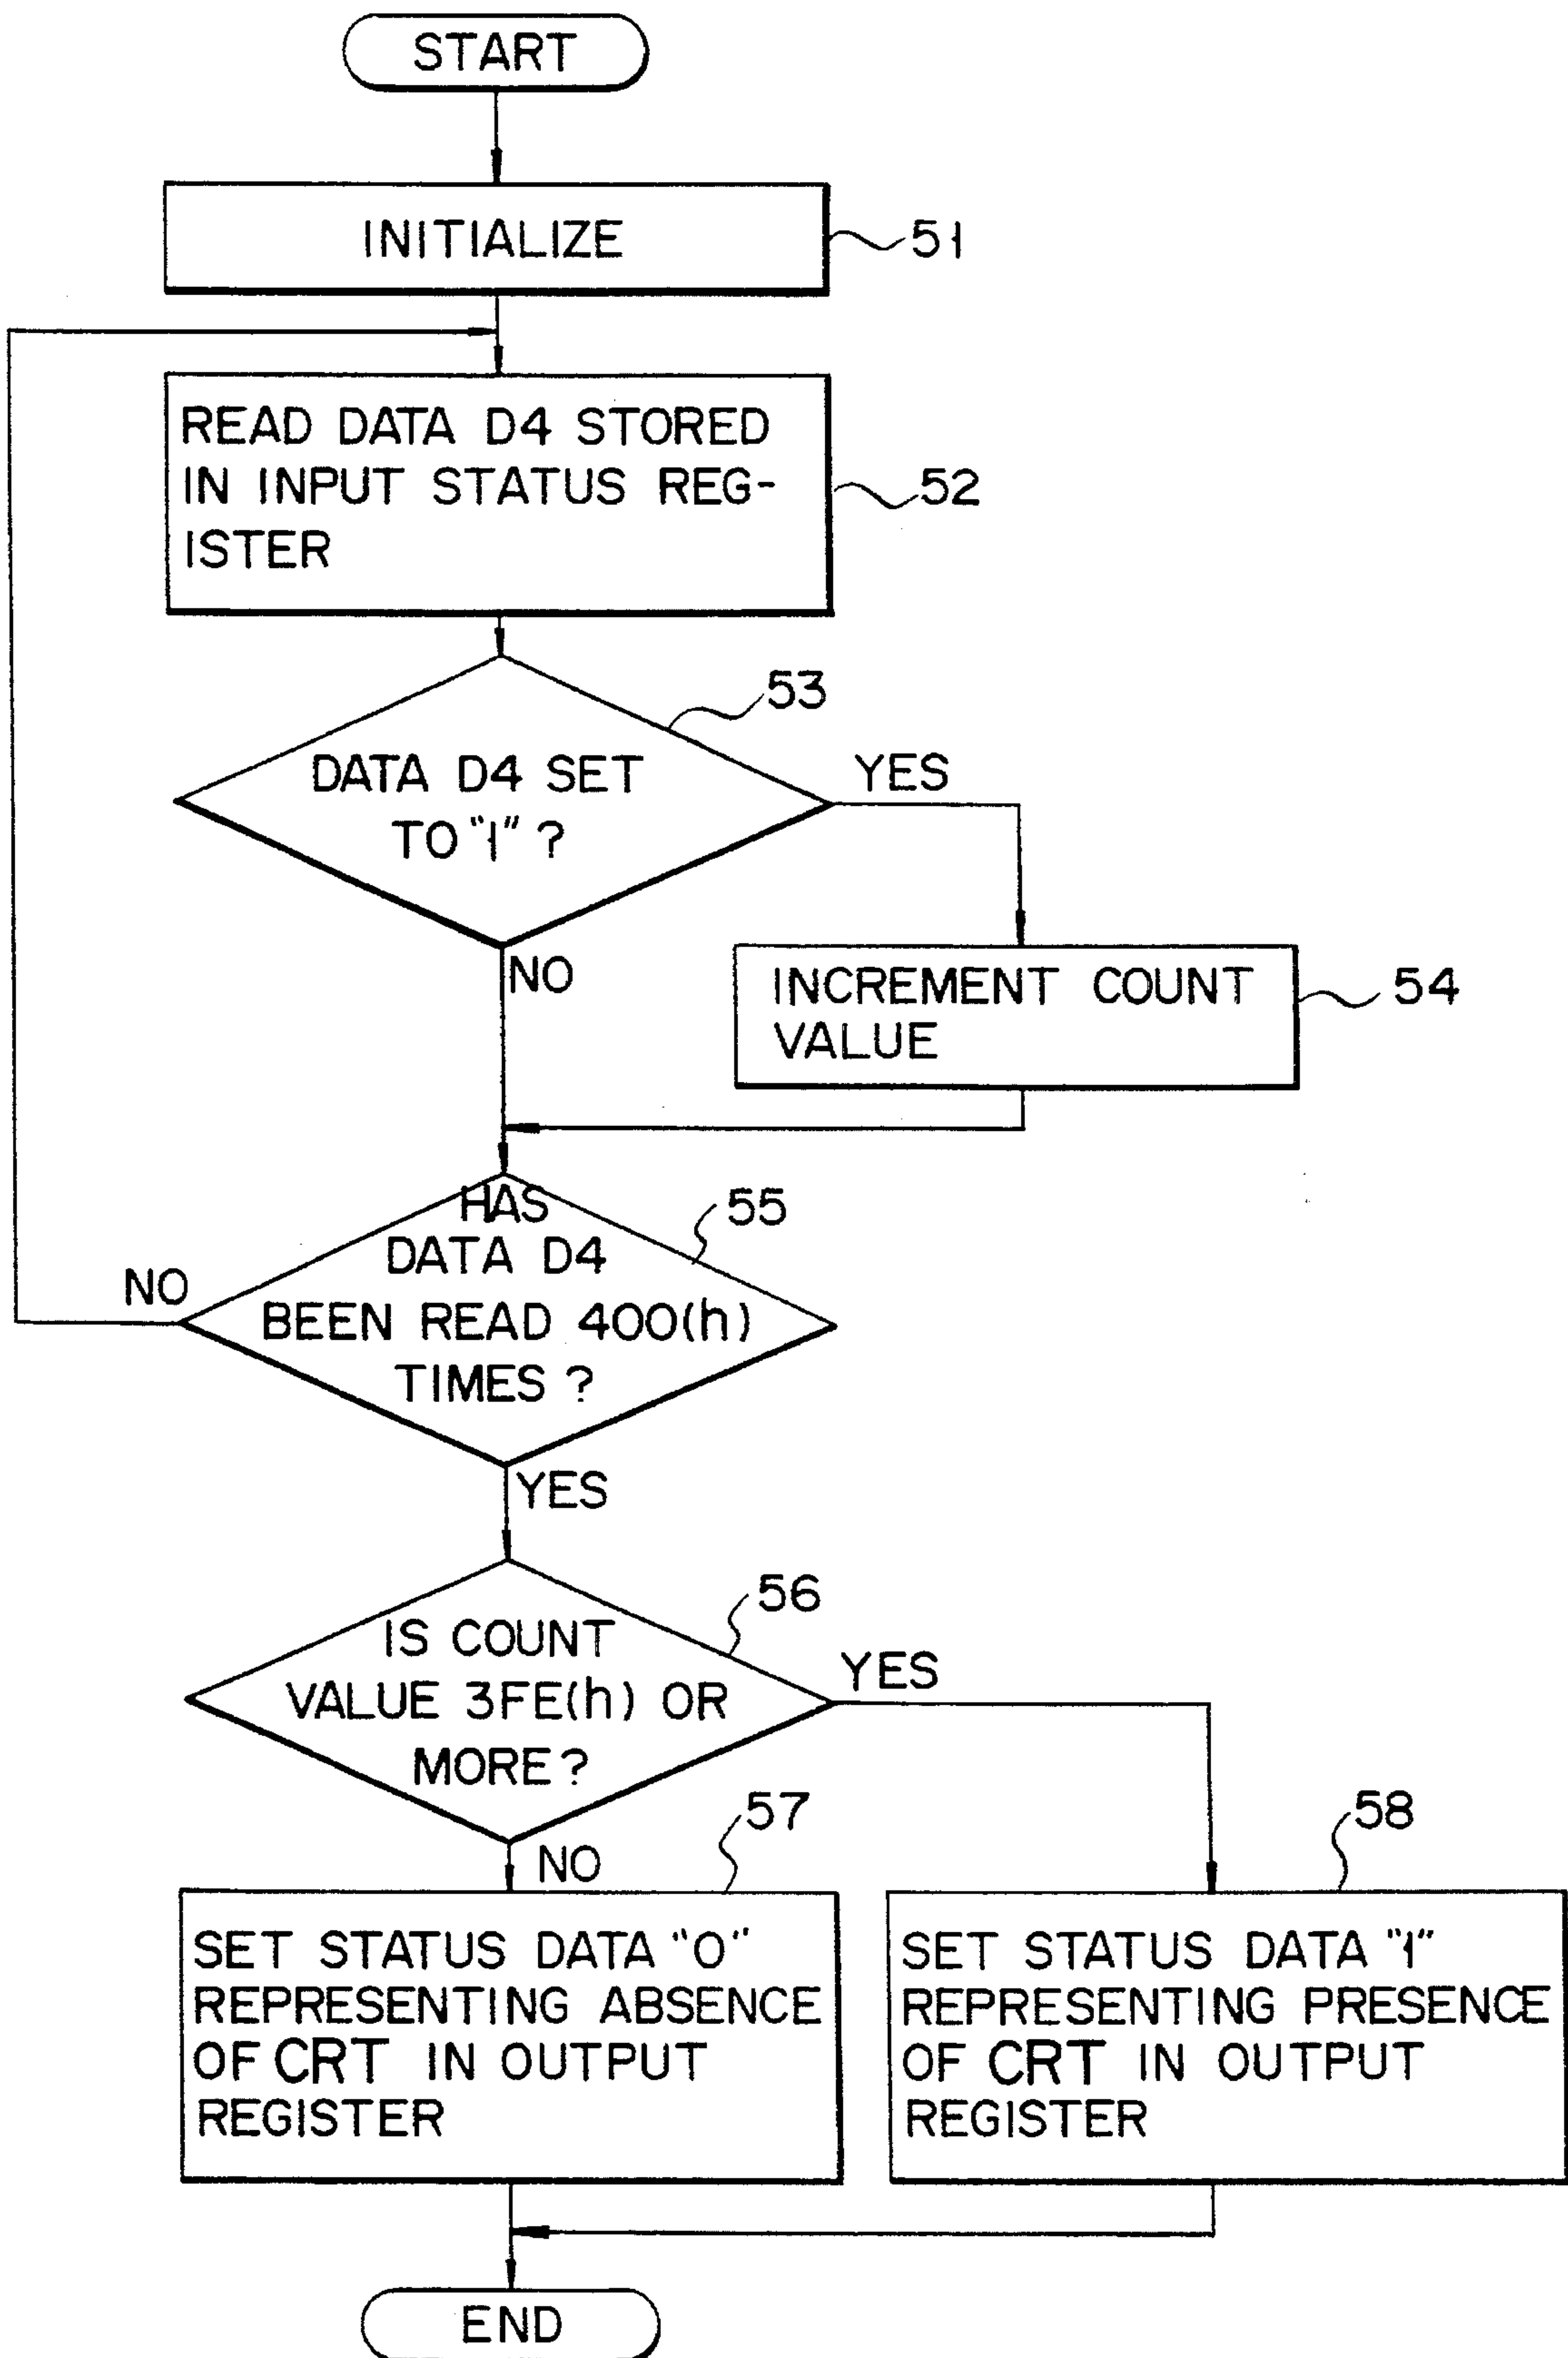 START
INITIALIZE
51
READ DATA D4 STORED
IN INPUT STATUS REG-
ISTER
52
53
DATA D4 SET
TO "1" ?
YES
NO
INCREMENT COUNT
VALUE
54
HAS
DATA D4
BEEN READ 400(h)
TIMES ?
55
NO
YES
56
IS COUNT
VALUE 3FE(h) OR
MORE?
YES
NO
57
58
SET STATUS DATA "0"
REPRESENTING ABSENCE
OF CRT IN OUTPUT
REGISTER
SET STATUS DATA "1"
REPRESENTING PRESENCE
OF CRT IN OUTPUT
REGISTER
END